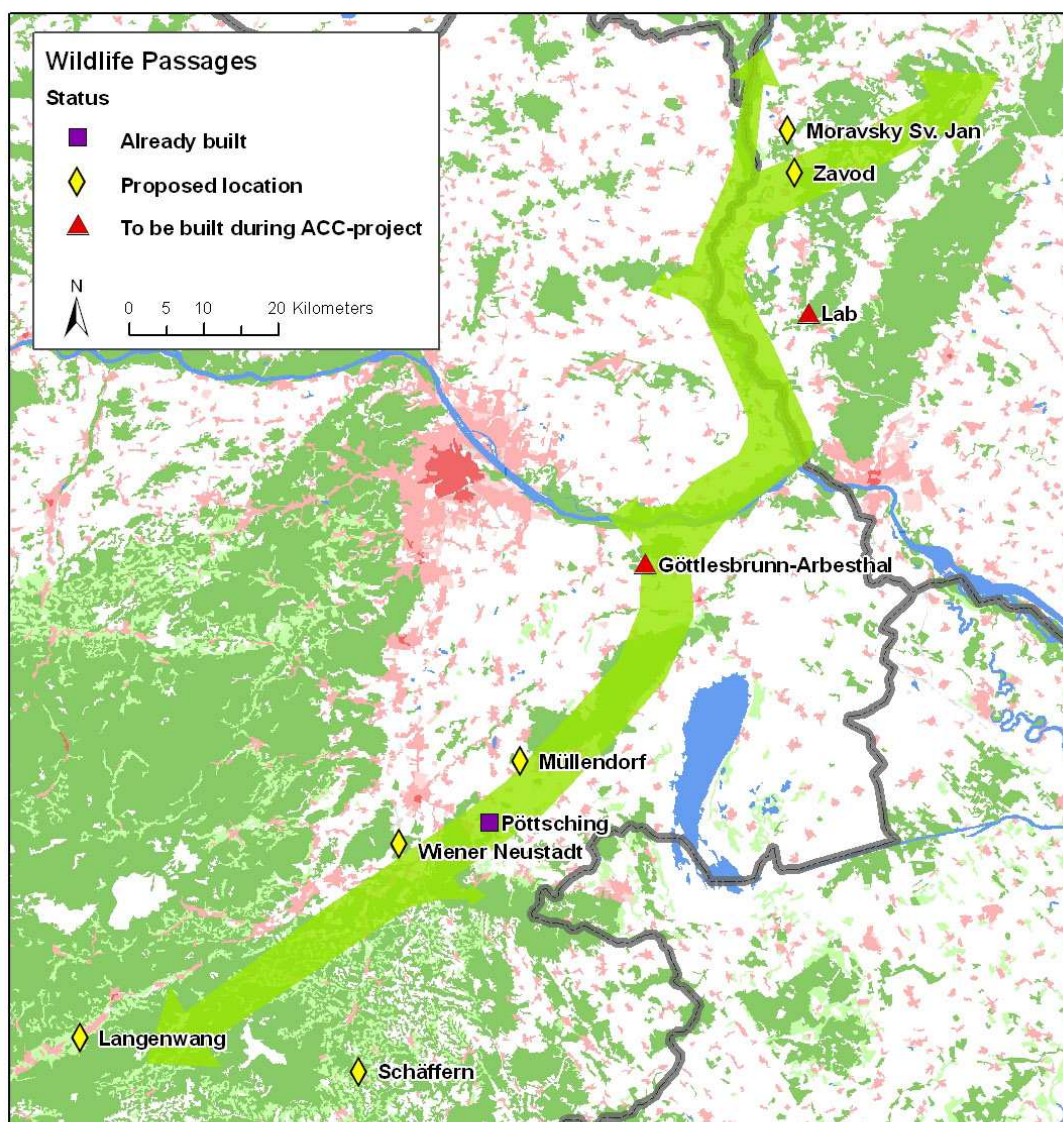 Wildlife Passages
Status
Already built
Proposed location
To be built during ACC-project
N
0 5 10 20 Kilometers
Moravsky Sv. Jan
Zavod
Lab
Göttlesbrunn-Arbesthal
Müllendorf
Pöttsching
Wiener Neustadt
Langenwang
Schäffern